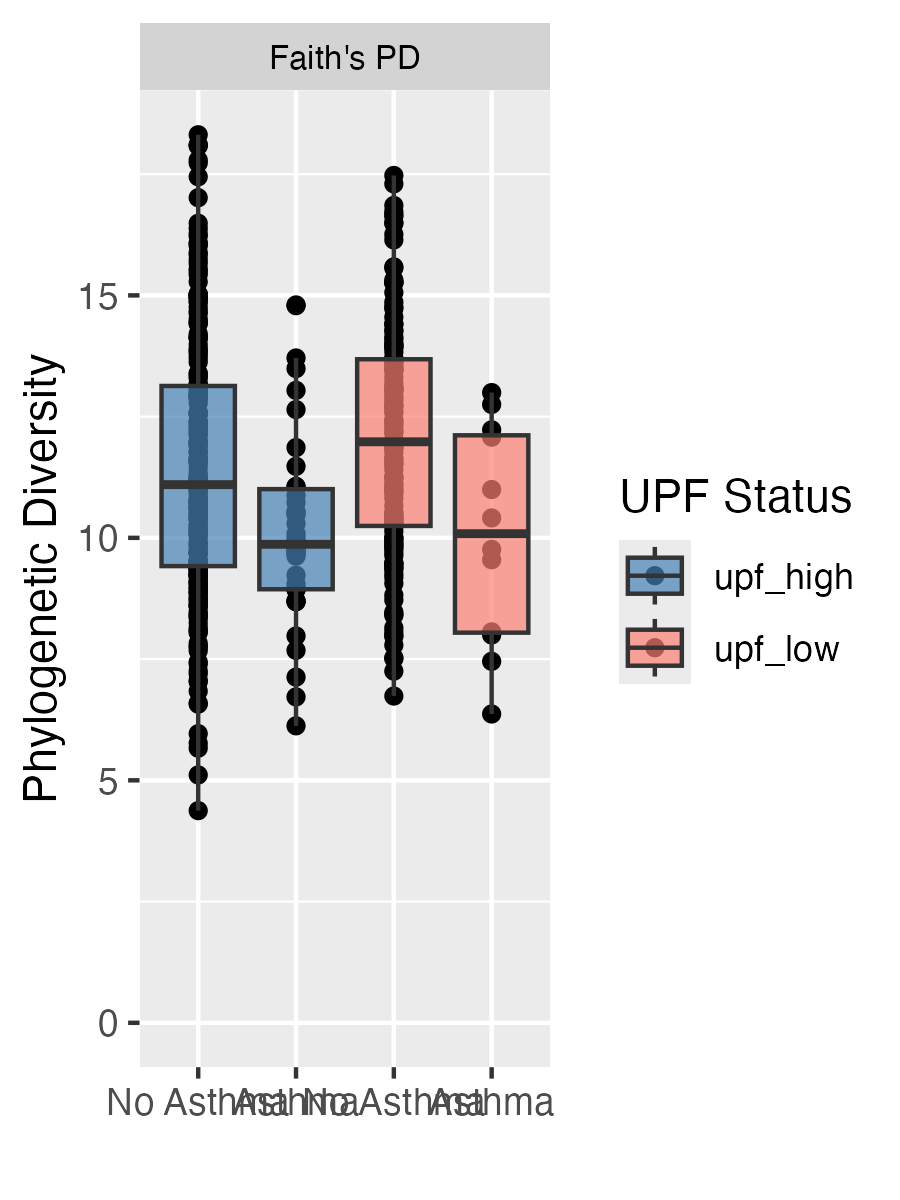 Faith's PD
Phylogenetic Diversity
15
10
5
0
No Asthma Asthma No Asthma Asthma
UPF Status
upf_high
upf_low